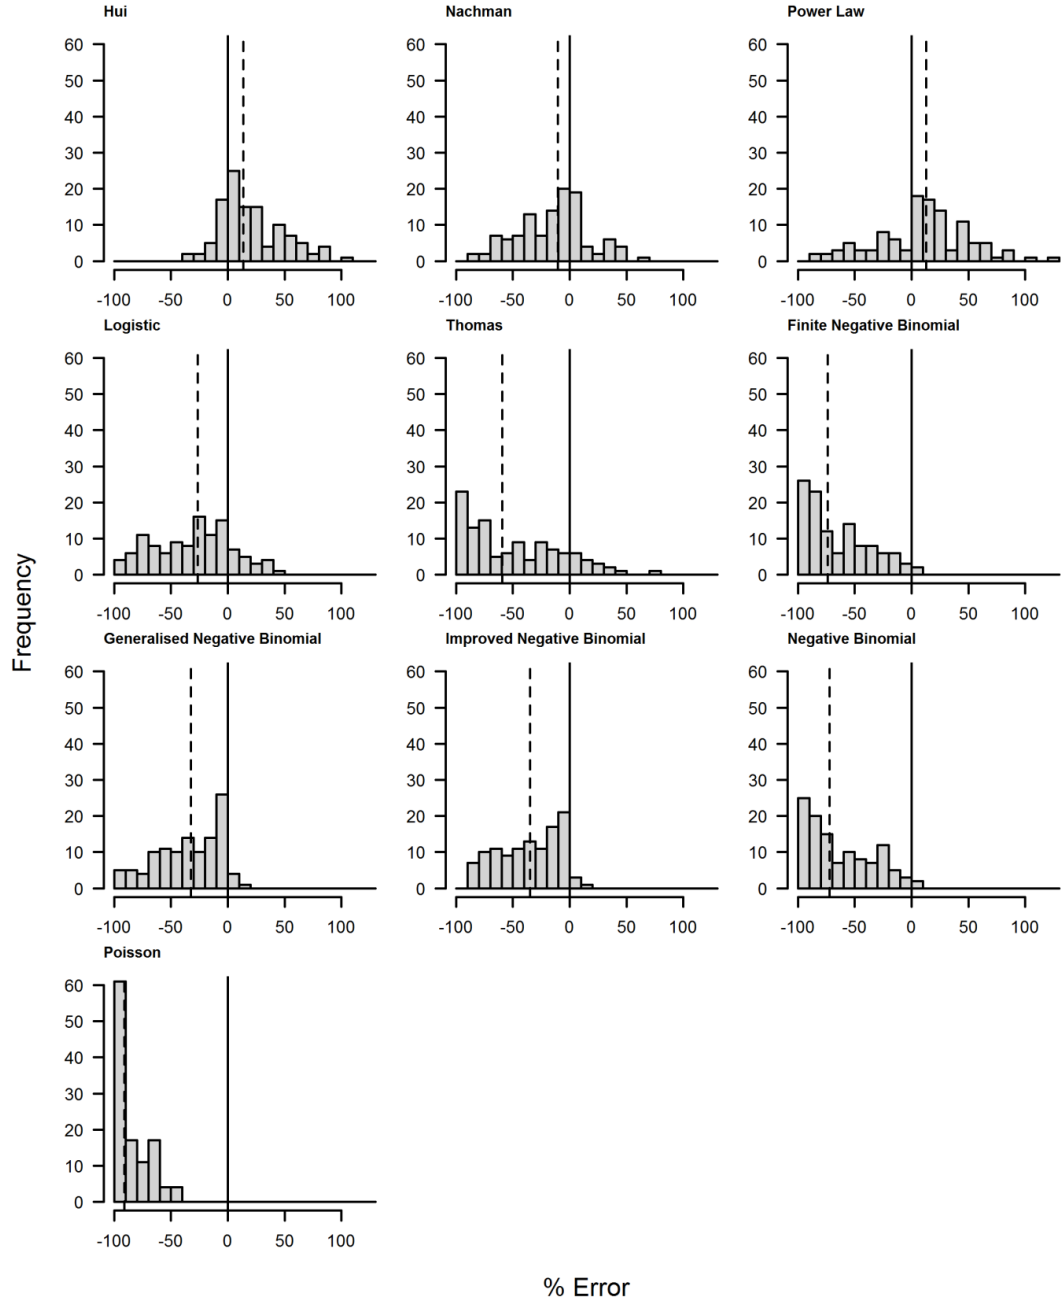 Hui Nachman Power Law
60 60 60
50 50 50
40 40 40
30 30 30
20 20 20
10 10 10
0 0 0
-100 -50 0 50 100 -100 -50 0 50 100 -100 -50 0 50 100
Logistic Thomas Finite Negative Binomial
60 60 60
50 50 50
40 40 40
30 30 30
20 20 20
10 10 10
0 0 0
-100 -50 0 50 100 -100 -50 0 50 100 -100 -50 0 50 100
Frequency
Generalised Negative Binomial Improved Negative Binomial Negative Binomial
60 60 60
50 50 50
40 40 40
30 30 30
20 20 20
10 10 10
0 0 0
-100 -50 0 50 100 -100 -50 0 50 100 -100 -50 0 50 100
Poisson
60
50
40
30
20
10
0
-100 -50 0 50 100
% Error